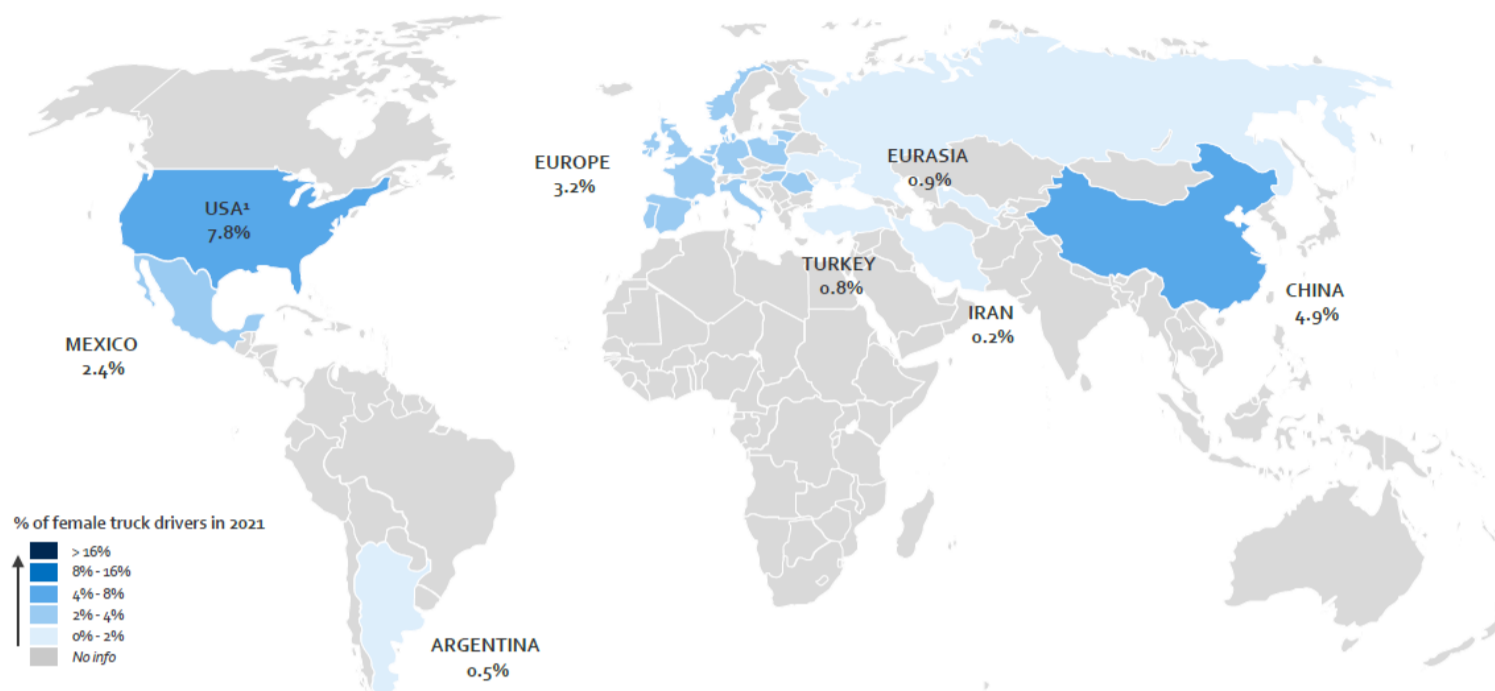 EUROPE
3.2%
EURASIA
0.9%
USA¹
7.8%
TURKEY
0.8%
CHINA
4.9%
IRAN
0.2%
MEXICO
2.4%
% of female truck drivers in 2021
> 16%
8% - 16%
4% - 8%
2% - 4%
0% - 2%
No info
ARGENTINA
0.5%